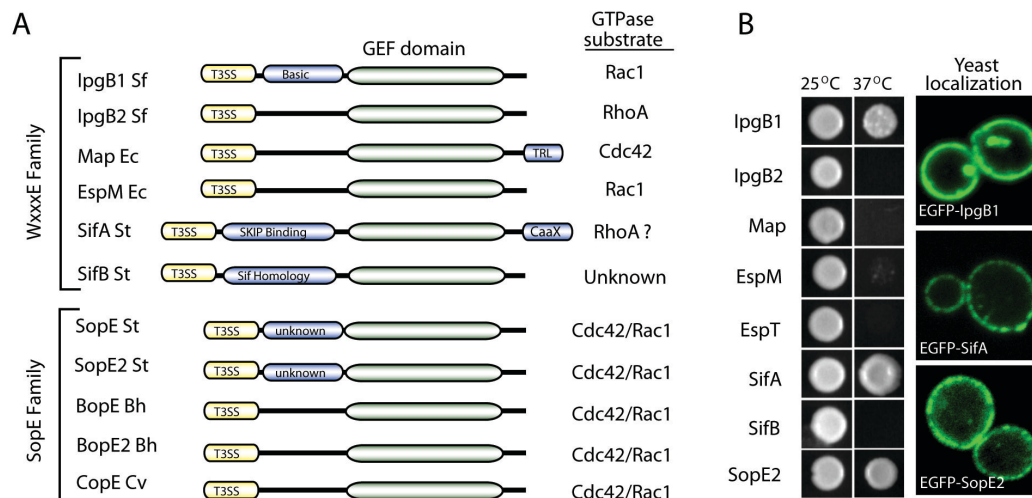 A
GEF domain
GTPase
substrate
WxxxE Family
IpgB1 Sf T3SS Basic Rac1
IpgB2 Sf T3SS RhoA
Map Ec T3SS TRL Cdc42
EspM Ec T3SS Rac1
SifA St T3SS SKIP Binding CaaX RhoA ?
SifB St T3SS Sif Homology Unknown
SopE Family
SopE St T3SS unknown Cdc42/Rac1
SopE2 St T3SS unknown Cdc42/Rac1
BopE Bh T3SS Cdc42/Rac1
BopE2 Bh T3SS Cdc42/Rac1
CopE Cv T3SS Cdc42/Rac1
B
25°C 37°C
Yeast
localization
IpgB1
IpgB2
Map
EspM
EspT
SifA
SifB
SopE2
EGFP-IpgB1
EGFP-SifA
EGFP-SopE2